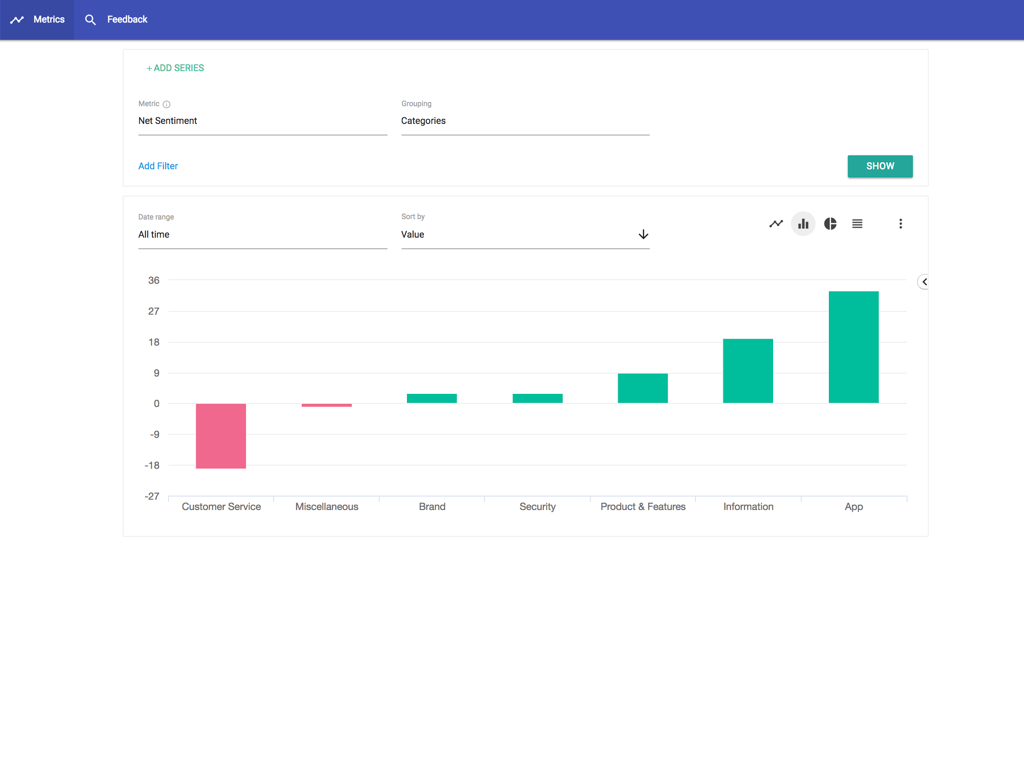 Metrics
Feedback
+ ADD SERIES
Metric
Grouping
Net Sentiment
Categories
Add Filter
SHOW
Date range
Sort by
All time
Value
36
27
18
9
0
-9
-18
-27
Customer Service
Miscellaneous
Brand
Security
Product & Features
Information
App